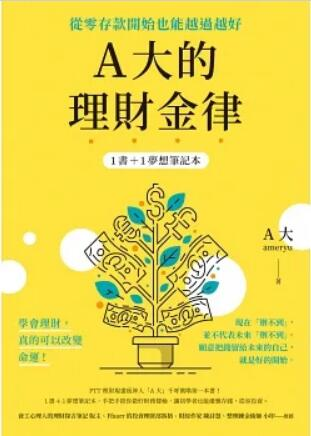 從零存款開始也能越過越好
A大的
理財金律
1書+1夢想筆記本
A大
ameryu
著
學會理財，
真的可以改變
命運！
現在「辦不到」，
並不代表未來「辦不到」，
願意把錢留給未來的自己，
就是好的開始。
PTT理財版靈魂神人「A大」千呼萬喚第一本書！